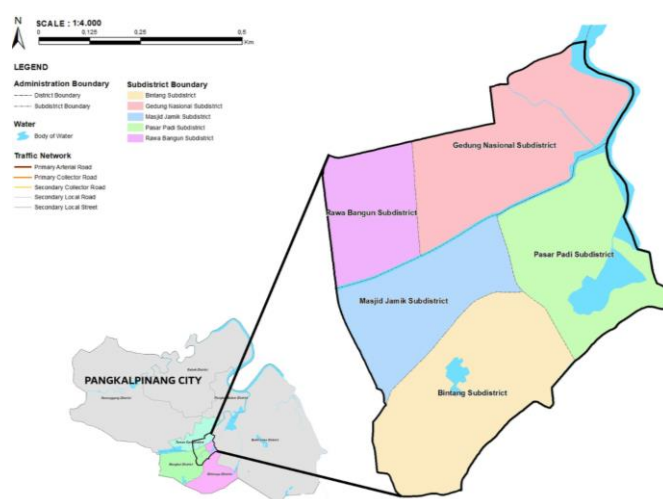 N
SCALE : 1:4.000
0 0,125 0,25 0,5
Km
LEGEND
Administration Boundary
District Boundary
Subdistrict Boundary
Water
Body of Water
Traffic Network
Primary Arterial Road
Primary Collector Road
Secondary Collector Road
Secondary Local Road
Secondary Local Street
Subdistrict Boundary
Bintang Subdistrict
Gedung Nasional Subdistrict
Masjid Jamik Subdistrict
Pasar Padi Subdistrict
Rawa Bangun Subdistrict
Gedung Nasional Subdistrict
Rawa Bangun Subdistrict
Pasar Padi Subdistrict
Masjid Jamik Subdistrict
Bintang Subdistrict
PANGKALPINANG CITY